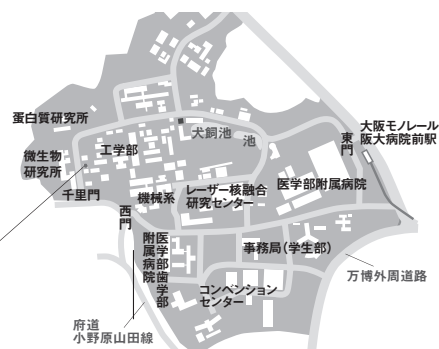 蛋白質研究所
微生物
研究所
千里門
工学部
犬飼池
池
機械系
レーザー核融合
研究センター
医学部附属病院
東門
大阪モノレール
阪大病院前駅
西門
医学部歯学部
附属病院
事務局(学生部)
コンベンション
センター
万博外周道路
府道
小野原山田線